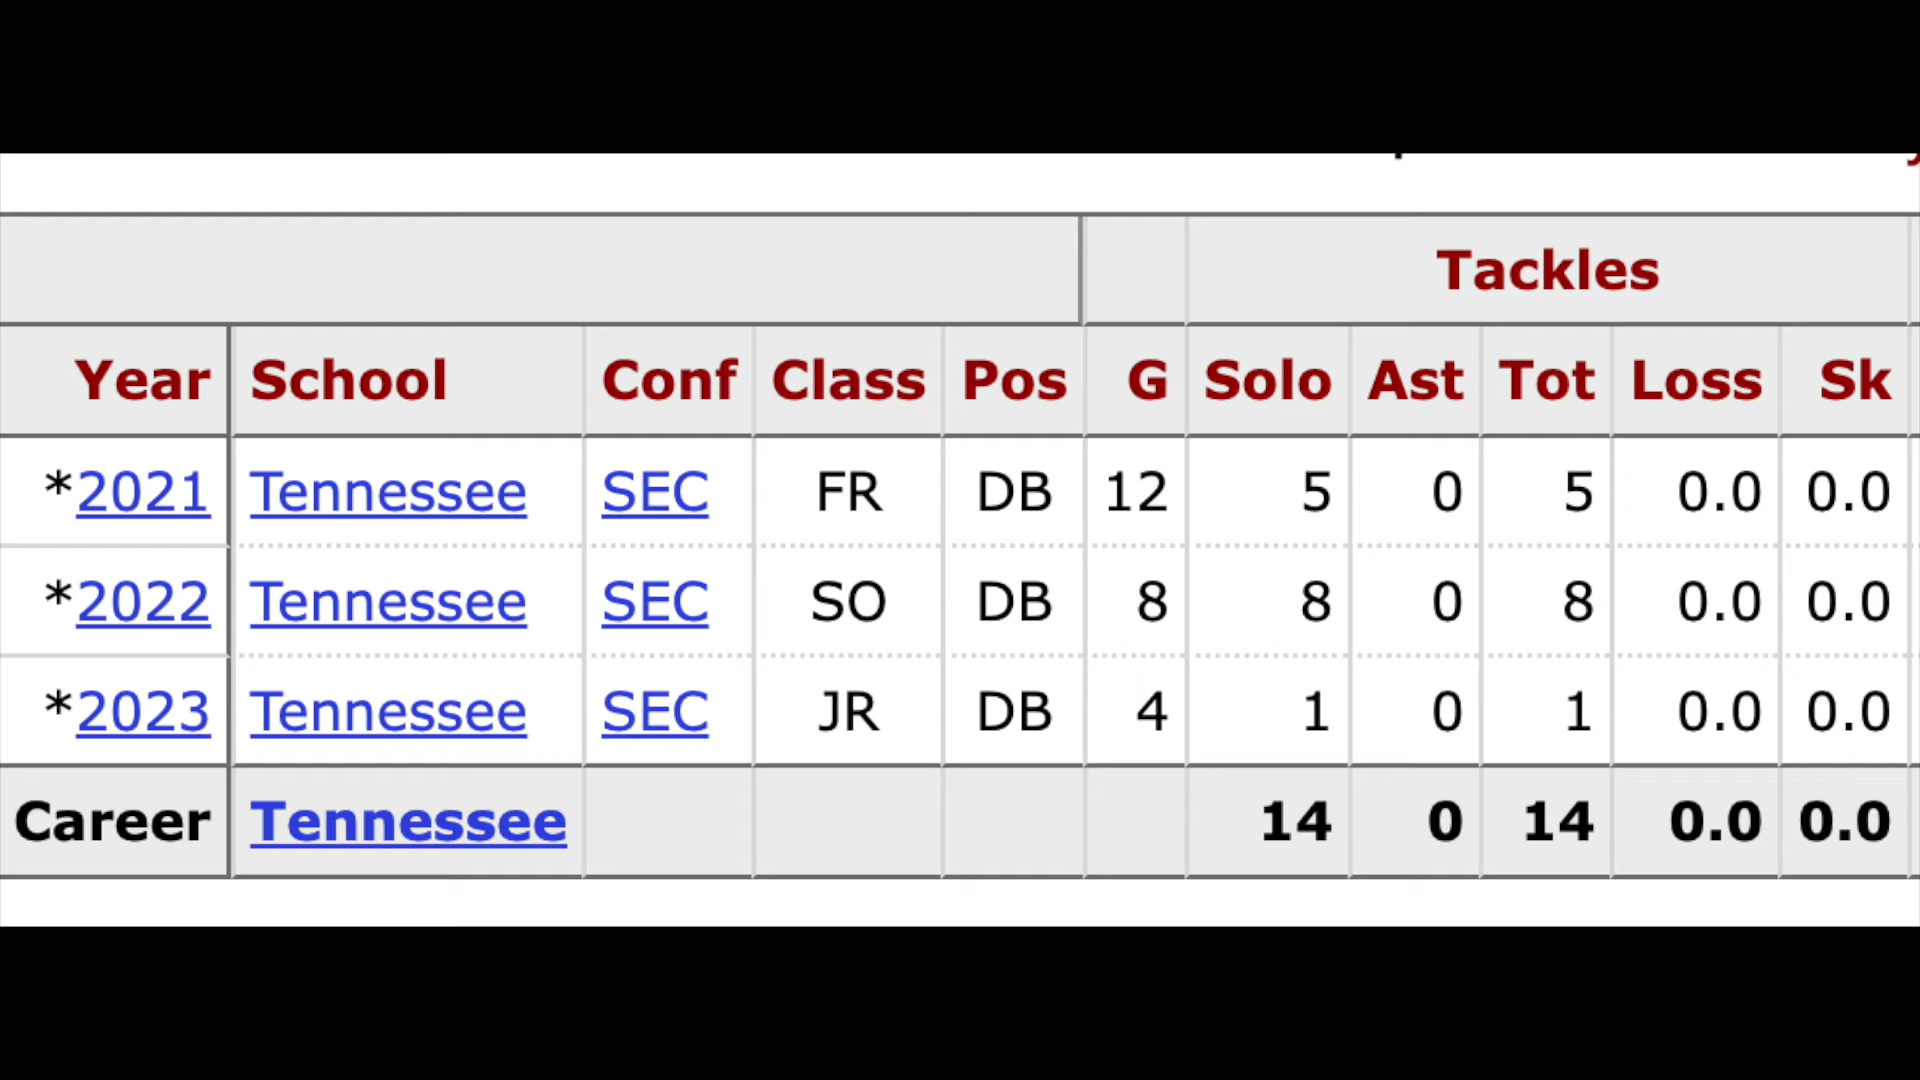 Tackles
Year School Conf Class Pos G Solo Ast Tot Loss Sk
*2021 Tennessee SEC FR DB 12 5 0 5 0.0 0.0
*2022 Tennessee SEC SO DB 8 8 0 8 0.0 0.0
*2023 Tennessee SEC JR DB 4 1 0 1 0.0 0.0
Career Tennessee 14 0 14 0.0 0.0